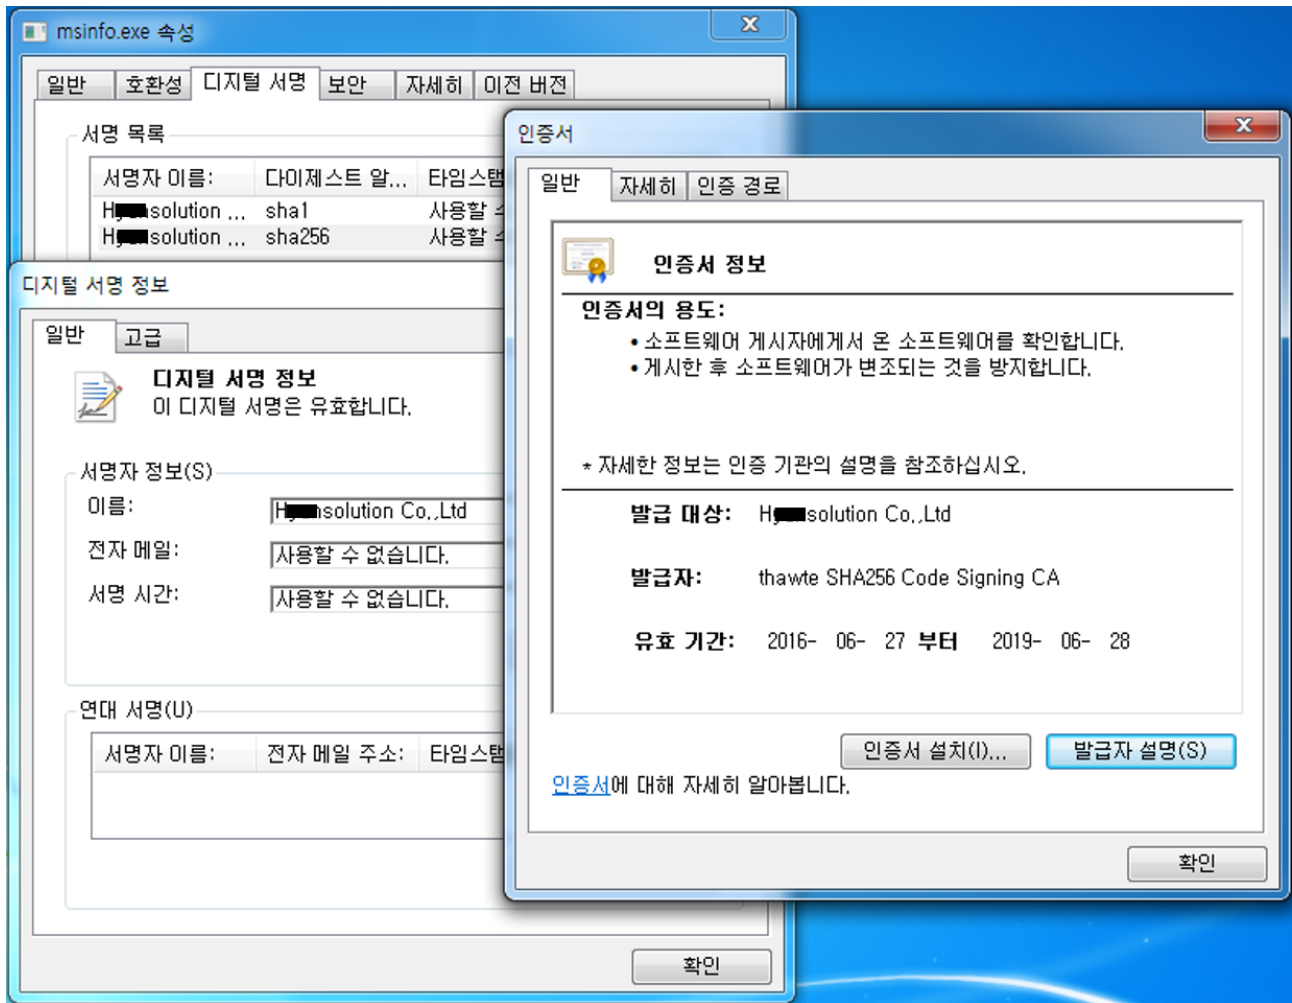 msinfo.exe 속성
일반 호환성 디지털 서명 보안 자세히 이전 버전
서명 목록
서명자 이름: 다이제스트 알... 타임스탬
H solution ... sha1 사용할 수
H solution ... sha256 사용할 수
디지털 서명 정보
일반 고급
디지털 서명 정보
이 디지털 서명은 유효합니다.
서명자 정보(S)
이름: H solution Co.,Ltd
전자 메일: 사용할 수 없습니다.
서명 시간: 사용할 수 없습니다.
연대 서명(U)
서명자 이름: 전자 메일 주소: 타임스탬
확인
인증서
일반 자세히 인증 경로
인증서 정보
인증서의 용도:
• 소프트웨어 게시자에게서 온 소프트웨어를 확인합니다.
• 게시한 후 소프트웨어가 변조되는 것을 방지합니다.
* 자세한 정보는 인증 기관의 설명을 참조하십시오.
발급 대상: H solution Co.,Ltd
발급자: thawte SHA256 Code Signing CA
유효 기간: 2016- 06- 27 부터 2019- 06- 28
인증서 설치(I)... 발급자 설명(S)
인증서에 대해 자세히 알아봅니다.
확인